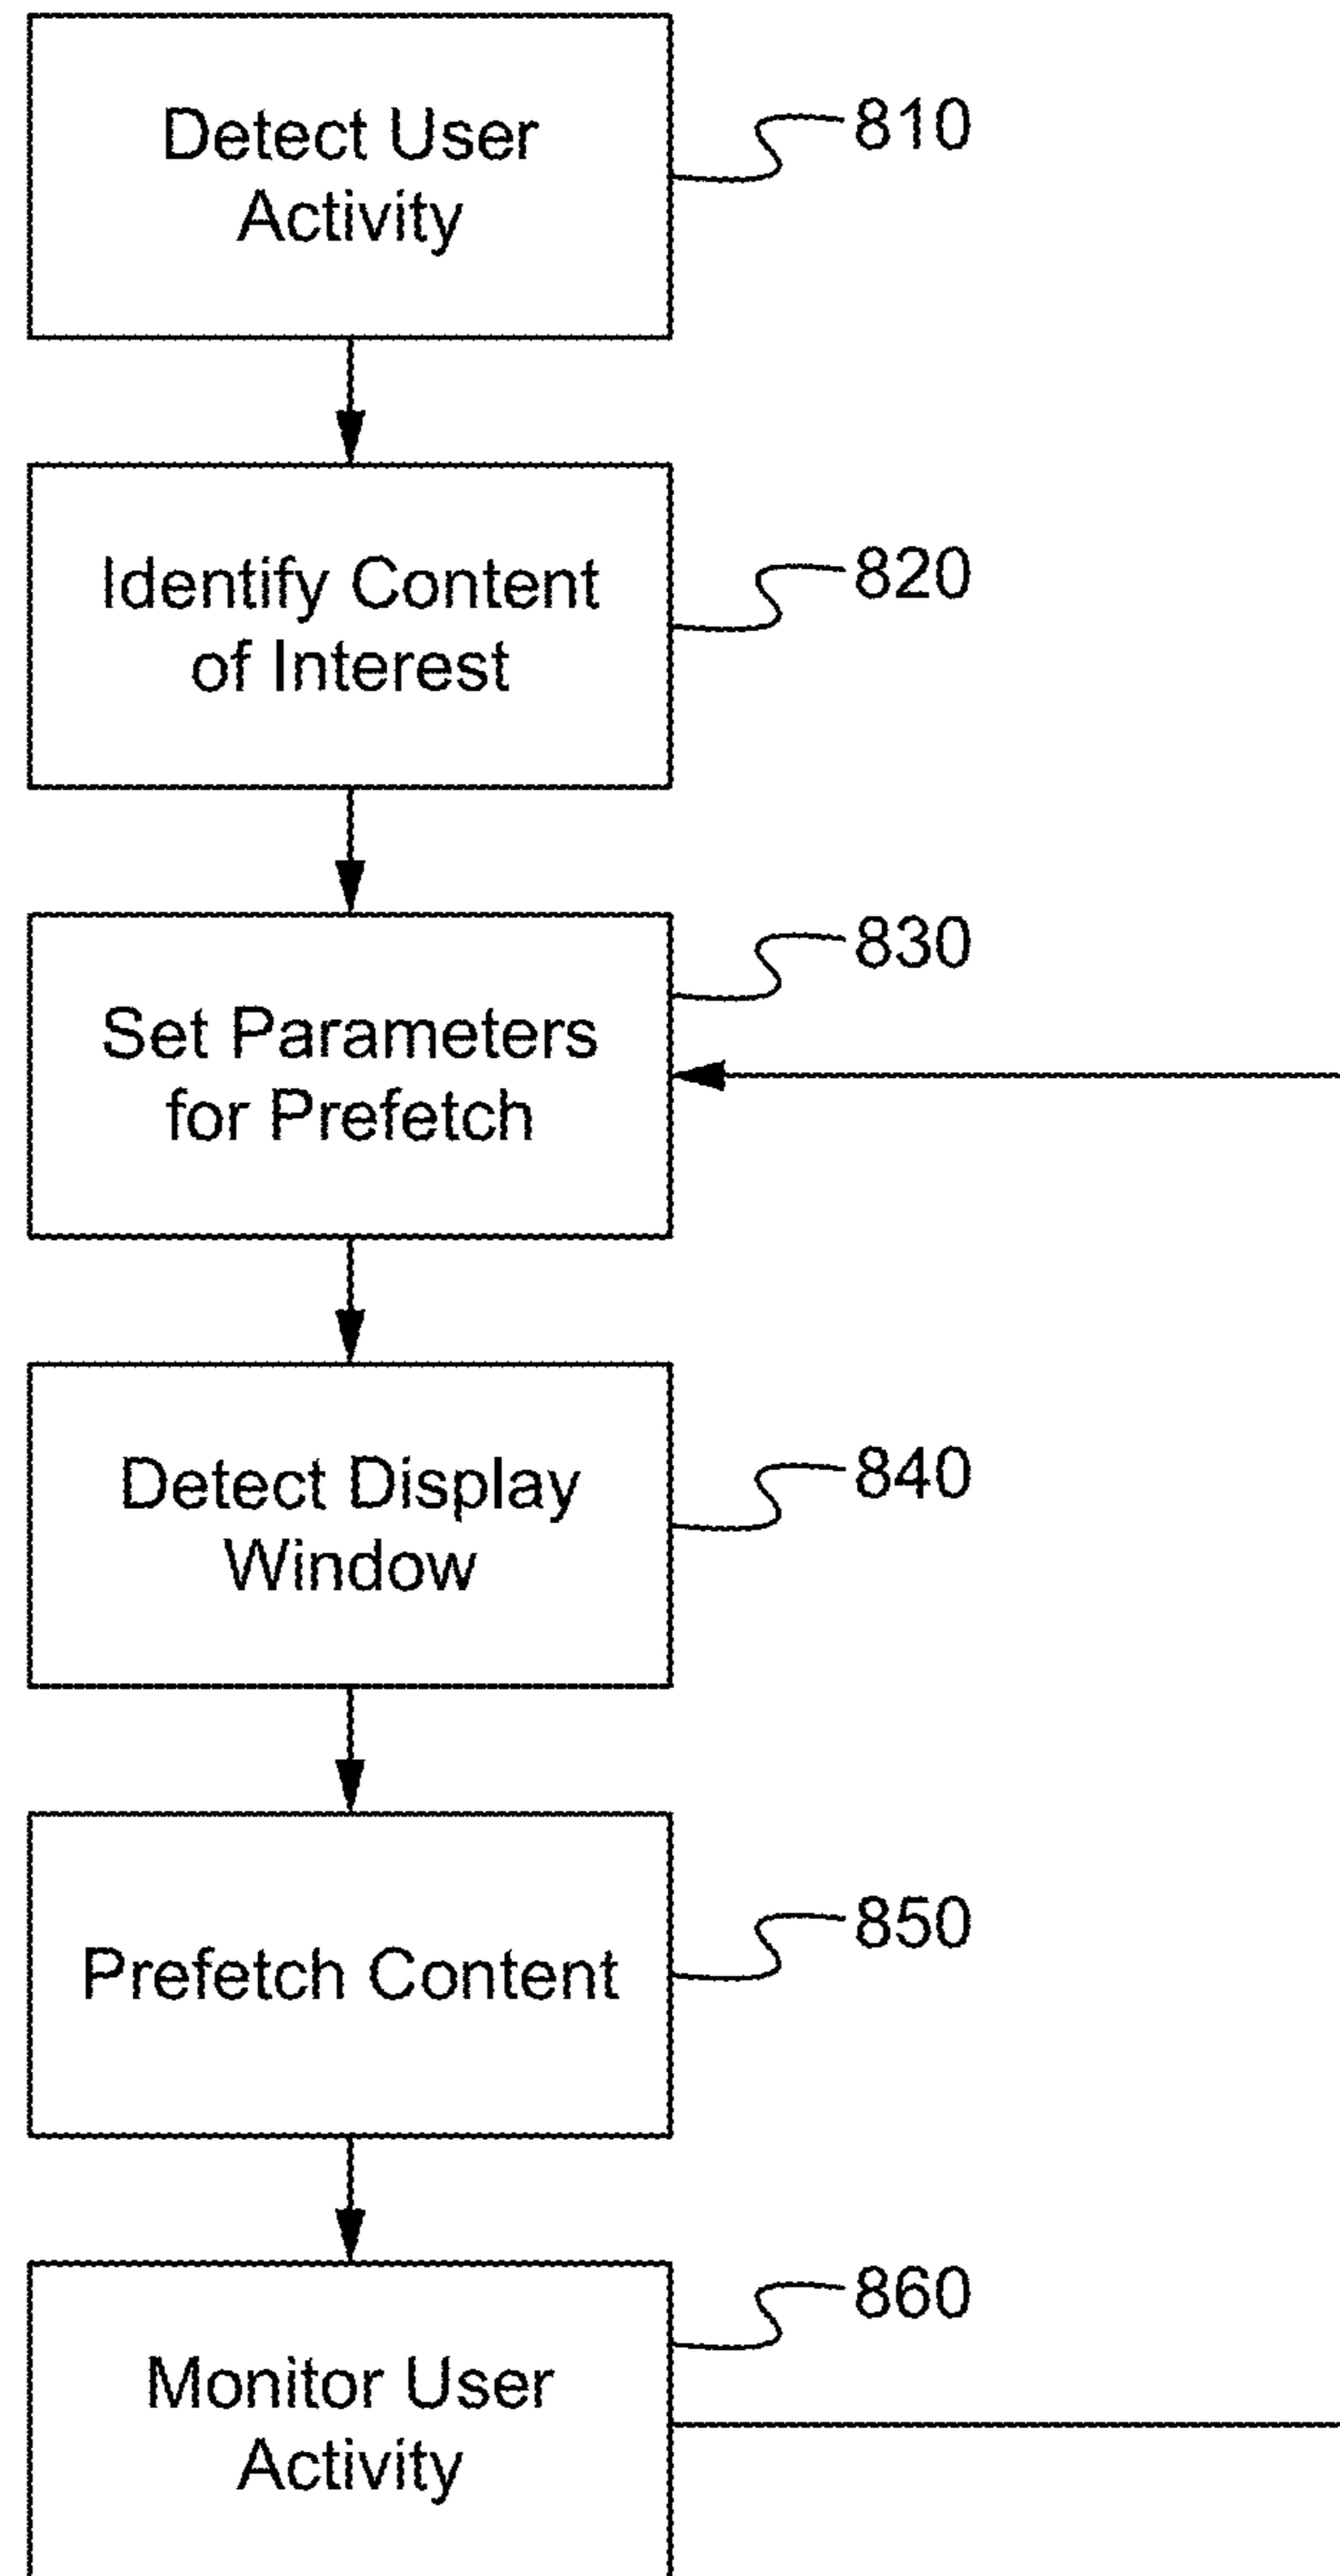 Detect User
Activity
810
Identify Content
of Interest
820
Set Parameters
for Prefetch
830
Detect Display
Window
840
Prefetch Content
850
Monitor User
Activity
860